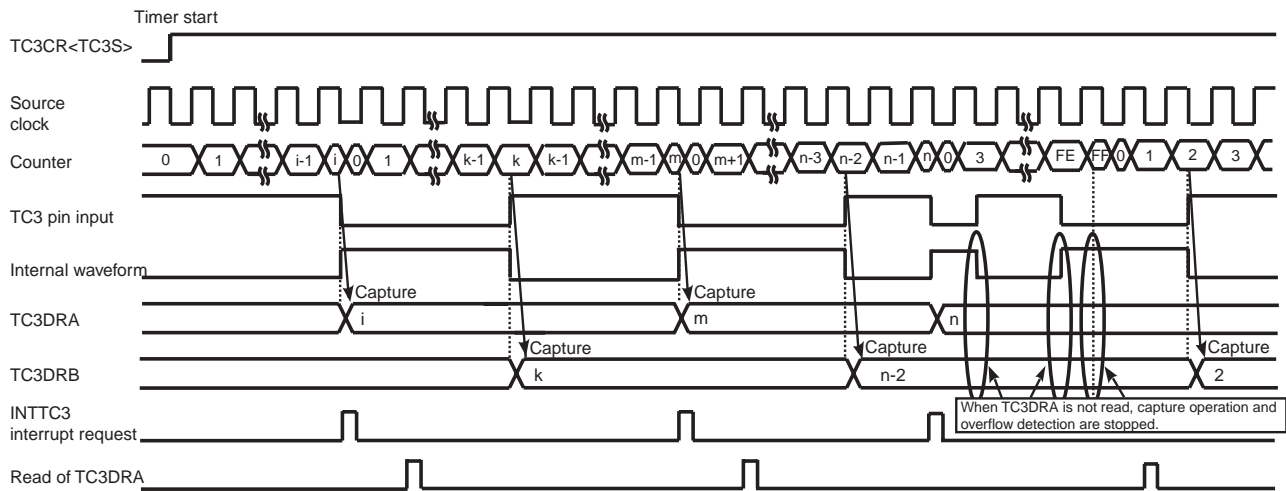 Timer start
TC3CR<TC3S>
Source
clock
Counter
0 1 i-1 i 0 1 k-1 k k-1 m-1 m 0 m+1 n-3 n-2 n-1 n 0 3 FE FF 0 1 2 3
TC3 pin input
Internal waveform
Capture Capture
TC3DRA
i m n
Capture Capture Capture
TC3DRB
k n-2 2
When TC3DRA is not read, capture operation and
overflow detection are stopped.
INTTC3
interrupt request
Read of TC3DRA